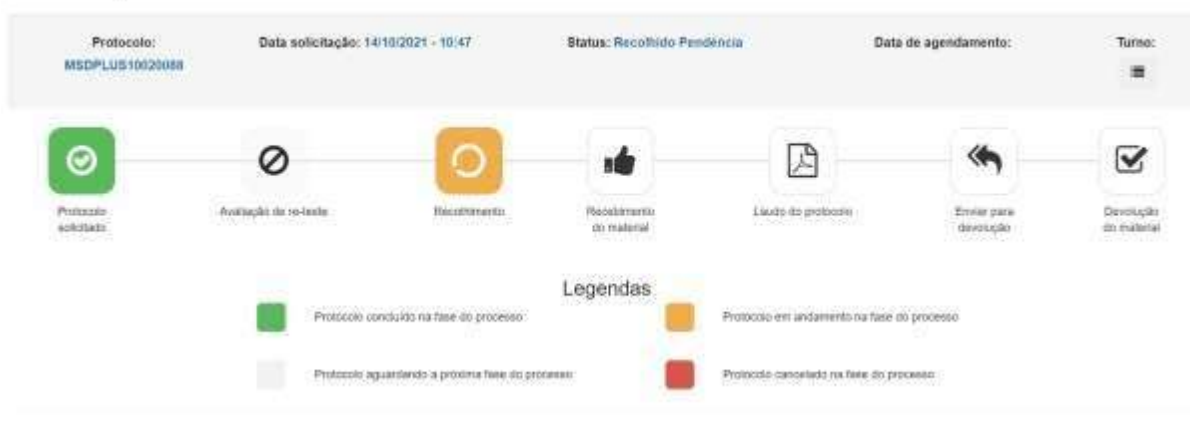 Protocolo:
MSDPLUS10020088
Data solicitação: 14/10/2021 - 10:47
Status: Recolhido Pendência
Data de agendamento:
Turno:
Protocolo
solicitado
Avaliação de re-teste
Recolhimento
Recebimento
do material
Laudo do protocolo
Enviar para
devolução
Devolução
do material
Legendas
Protocolo concluído na fase do processo
Protocolo em andamento na fase do processo
Protocolo aguardando a próxima fase do processo
Protocolo cancelado na fase do processo